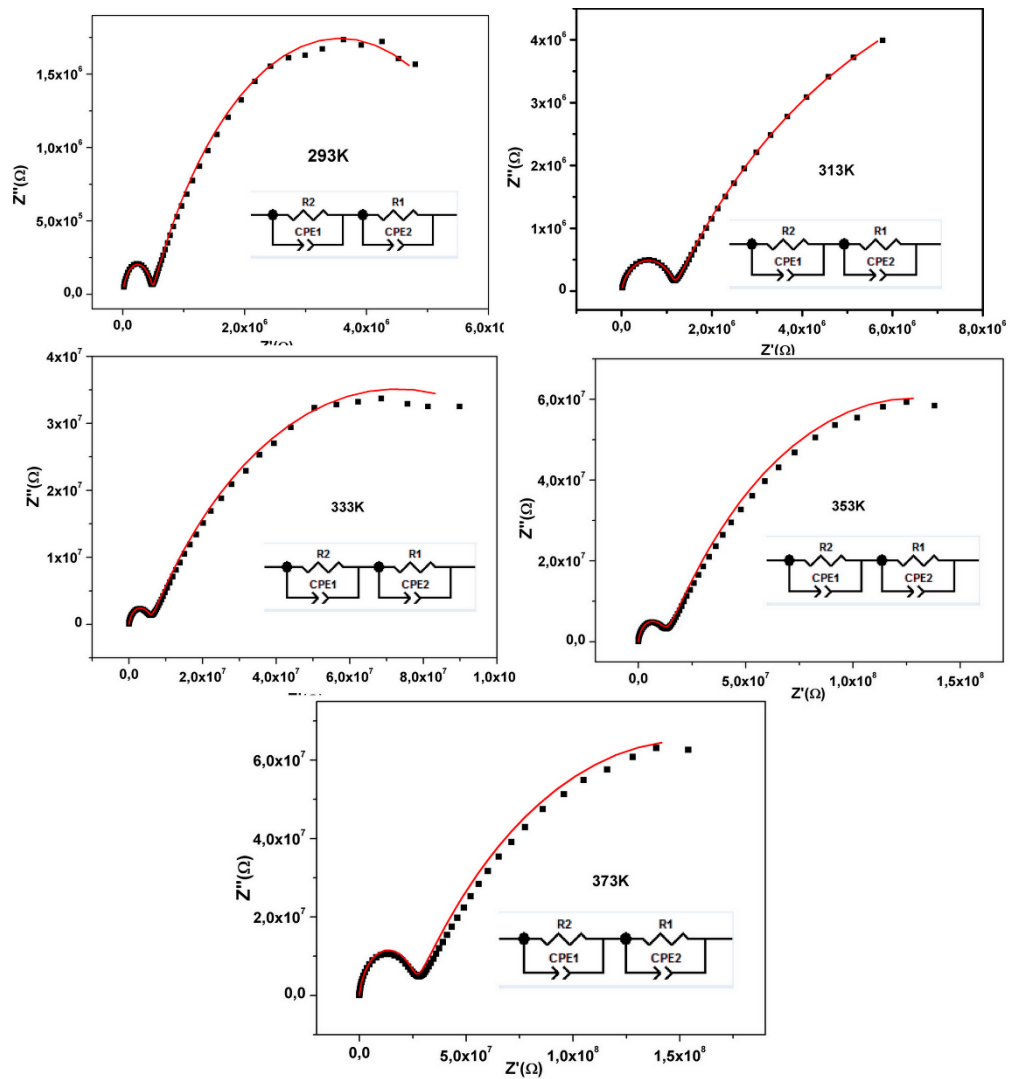 1,5x10⁶
1,0x10⁶
5,0x10⁵
0,0
Z''(Ω)
293K
R2
R1
CPE1
CPE2
0,0
2,0x10⁶
4,0x10⁶
6,0x10
Z'(Ω)
4x10⁶
3x10⁶
2x10⁶
1x10⁶
0
Z''(Ω)
313K
R2
R1
CPE1
CPE2
0,0
2,0x10⁶
4,0x10⁶
6,0x10⁶
8,0x10⁶
Z'(Ω)
4x10⁷
3x10⁷
2x10⁷
1x10⁷
0
Z''(Ω)
333K
R2
R1
CPE1
CPE2
0,0
2,0x10⁷
4,0x10⁷
6,0x10⁷
8,0x10⁷
1,0x10
6,0x10⁷
4,0x10⁷
2,0x10⁷
0,0
Z''(Ω)
353K
R2
R1
CPE1
CPE2
0,0
5,0x10⁷
1,0x10⁸
1,5x10⁸
Z'(Ω)
6,0x10⁷
4,0x10⁷
2,0x10⁷
0,0
Z''(Ω)
373K
R2
R1
CPE1
CPE2
0,0
5,0x10⁷
1,0x10⁸
1,5x10⁸
Z'(Ω)